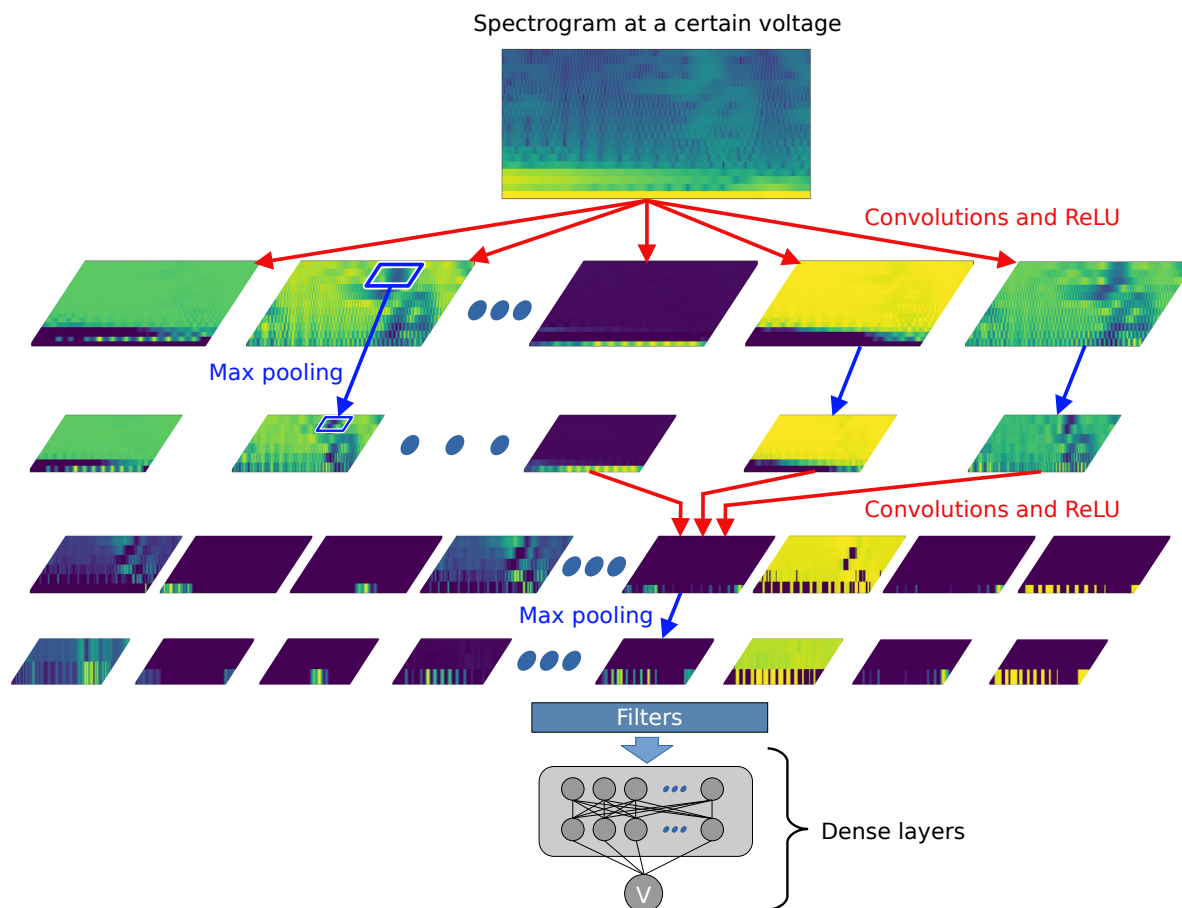 Spectrogram at a certain voltage
Convolutions and ReLU
Max pooling
Convolutions and ReLU
Max pooling
Filters
Dense layers
V